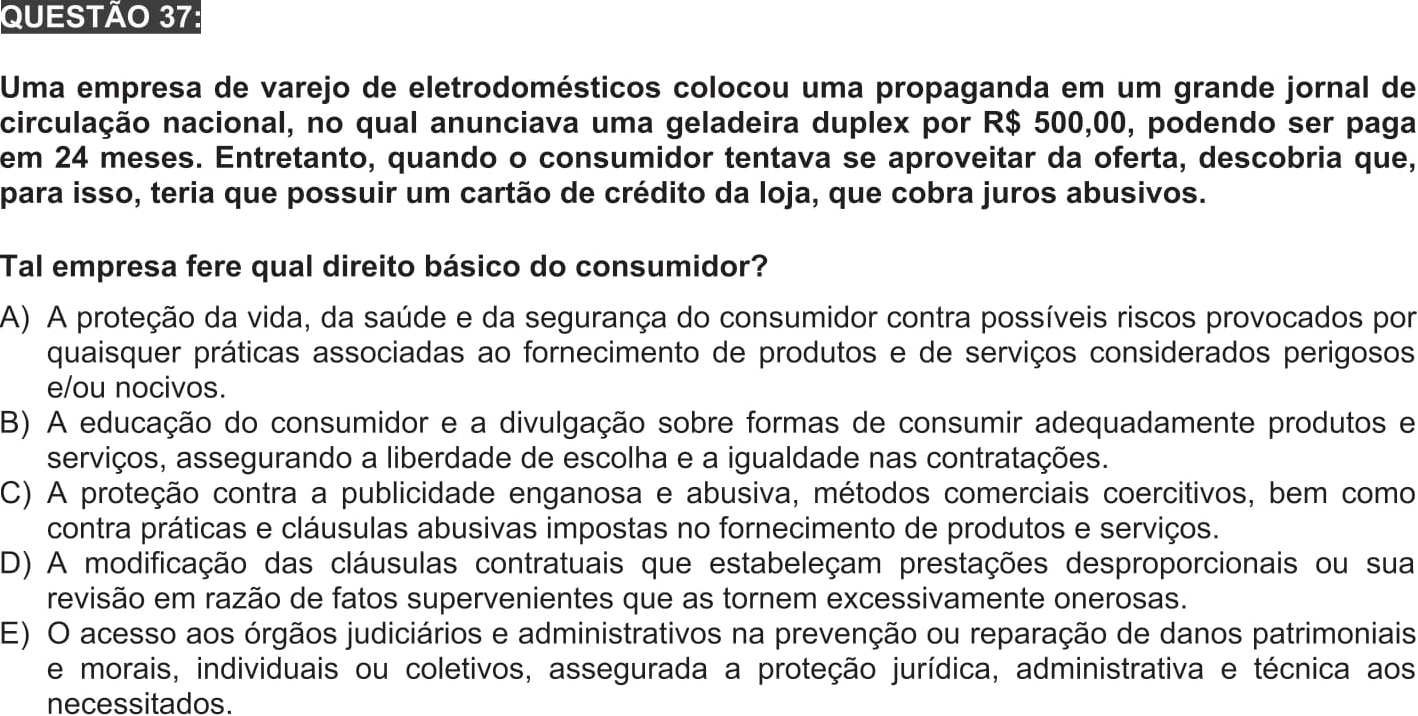 QUESTÃO 37:
Uma empresa de varejo de eletrodomésticos colocou uma propaganda em um grande jornal de
circulação nacional, no qual anunciava uma geladeira duplex por R$ 500,00, podendo ser paga
em 24 meses. Entretanto, quando o consumidor tentava se aproveitar da oferta, descobria que,
para isso, teria que possuir um cartão de crédito da loja, que cobra juros abusivos.
Tal empresa fere qual direito básico do consumidor?
A) A proteção da vida, da saúde e da segurança do consumidor contra possíveis riscos provocados por
quaisquer práticas associadas ao fornecimento de produtos e de serviços considerados perigosos
e/ou nocivos.
B) A educação do consumidor e a divulgação sobre formas de consumir adequadamente produtos e
serviços, assegurando a liberdade de escolha e a igualdade nas contratações.
C) A proteção contra a publicidade enganosa e abusiva, métodos comerciais coercitivos, bem como
contra práticas e cláusulas abusivas impostas no fornecimento de produtos e serviços.
D) A modificação das cláusulas contratuais que estabeleçam prestações desproporcionais ou sua
revisão em razão de fatos supervenientes que as tornem excessivamente onerosas.
E) O acesso aos órgãos judiciários e administrativos na prevenção ou reparação de danos patrimoniais
e morais, individuais ou coletivos, assegurada a proteção jurídica, administrativa e técnica aos
necessitados.